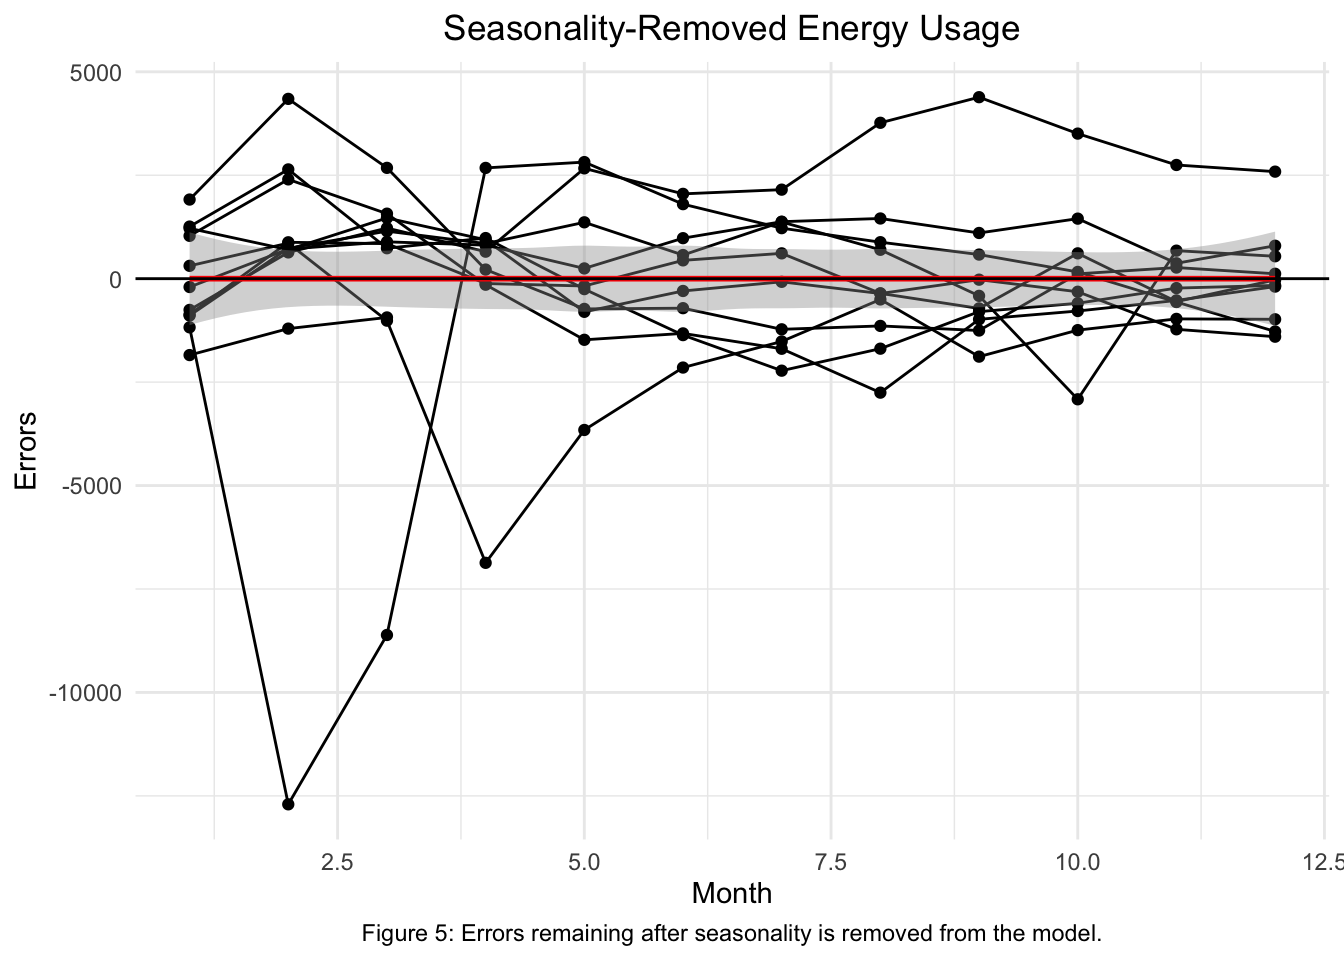 Seasonality-Removed Energy Usage
5000
0
-5000
-10000
Errors
2.5 5.0 7.5 10.0 12.5
Month
Figure 5: Errors remaining after seasonality is removed from the model.